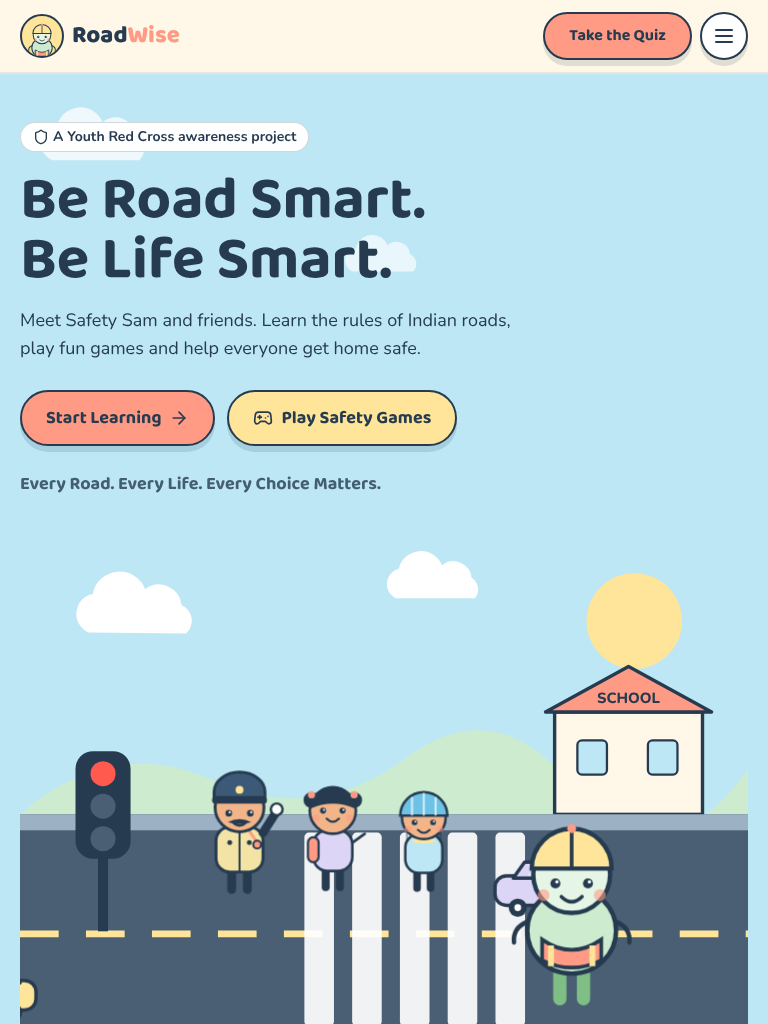 RoadWise
Take the Quiz
A Youth Red Cross awareness project
Be Road Smart.
Be Life Smart.
Meet Safety Sam and friends. Learn the rules of Indian roads,
play fun games and help everyone get home safe.
Start Learning
Play Safety Games
Every Road. Every Life. Every Choice Matters.
SCHOOL